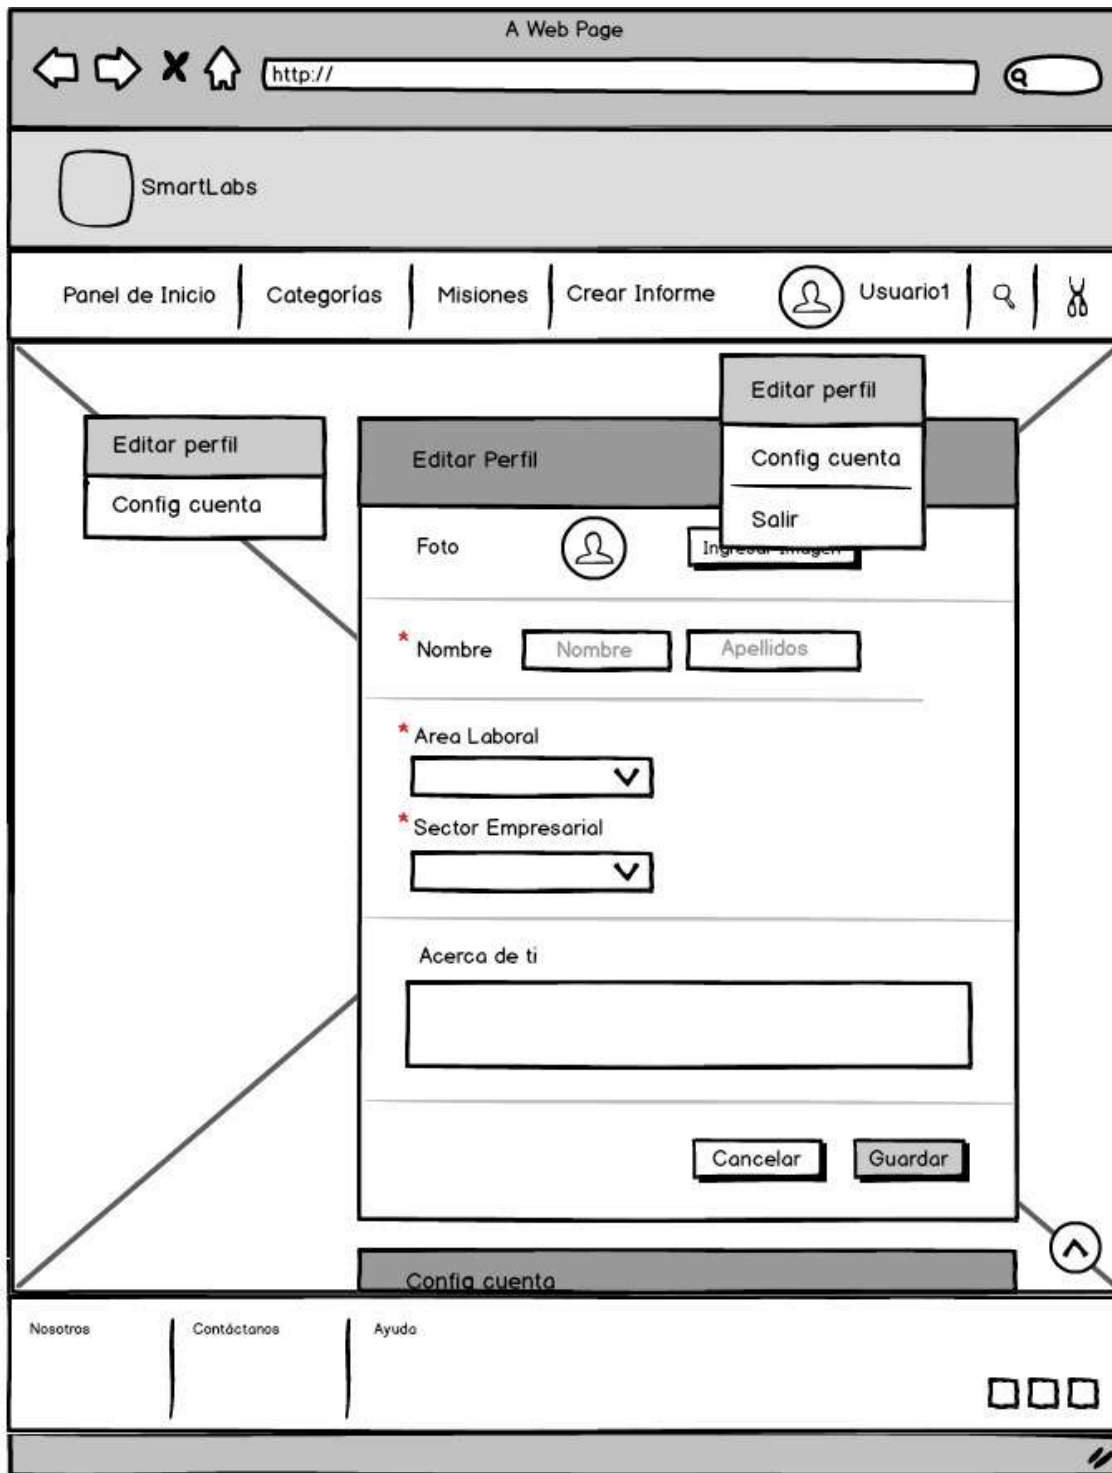 A Web Page
http://
SmartLabs
Panel de Inicio
Categorías
Misiones
Crear Informe
Usuario1
Editar perfil
Config cuenta
Salir
Editar perfil
Config cuenta
Editar Perfil
Foto
Ingresar Imagen
* Nombre
Nombre
Apellidos
* Area Laboral
* Sector Empresarial
Acerca de ti
Cancelar
Guardar
Config cuenta
Nosotros
Contáctanos
Ayuda